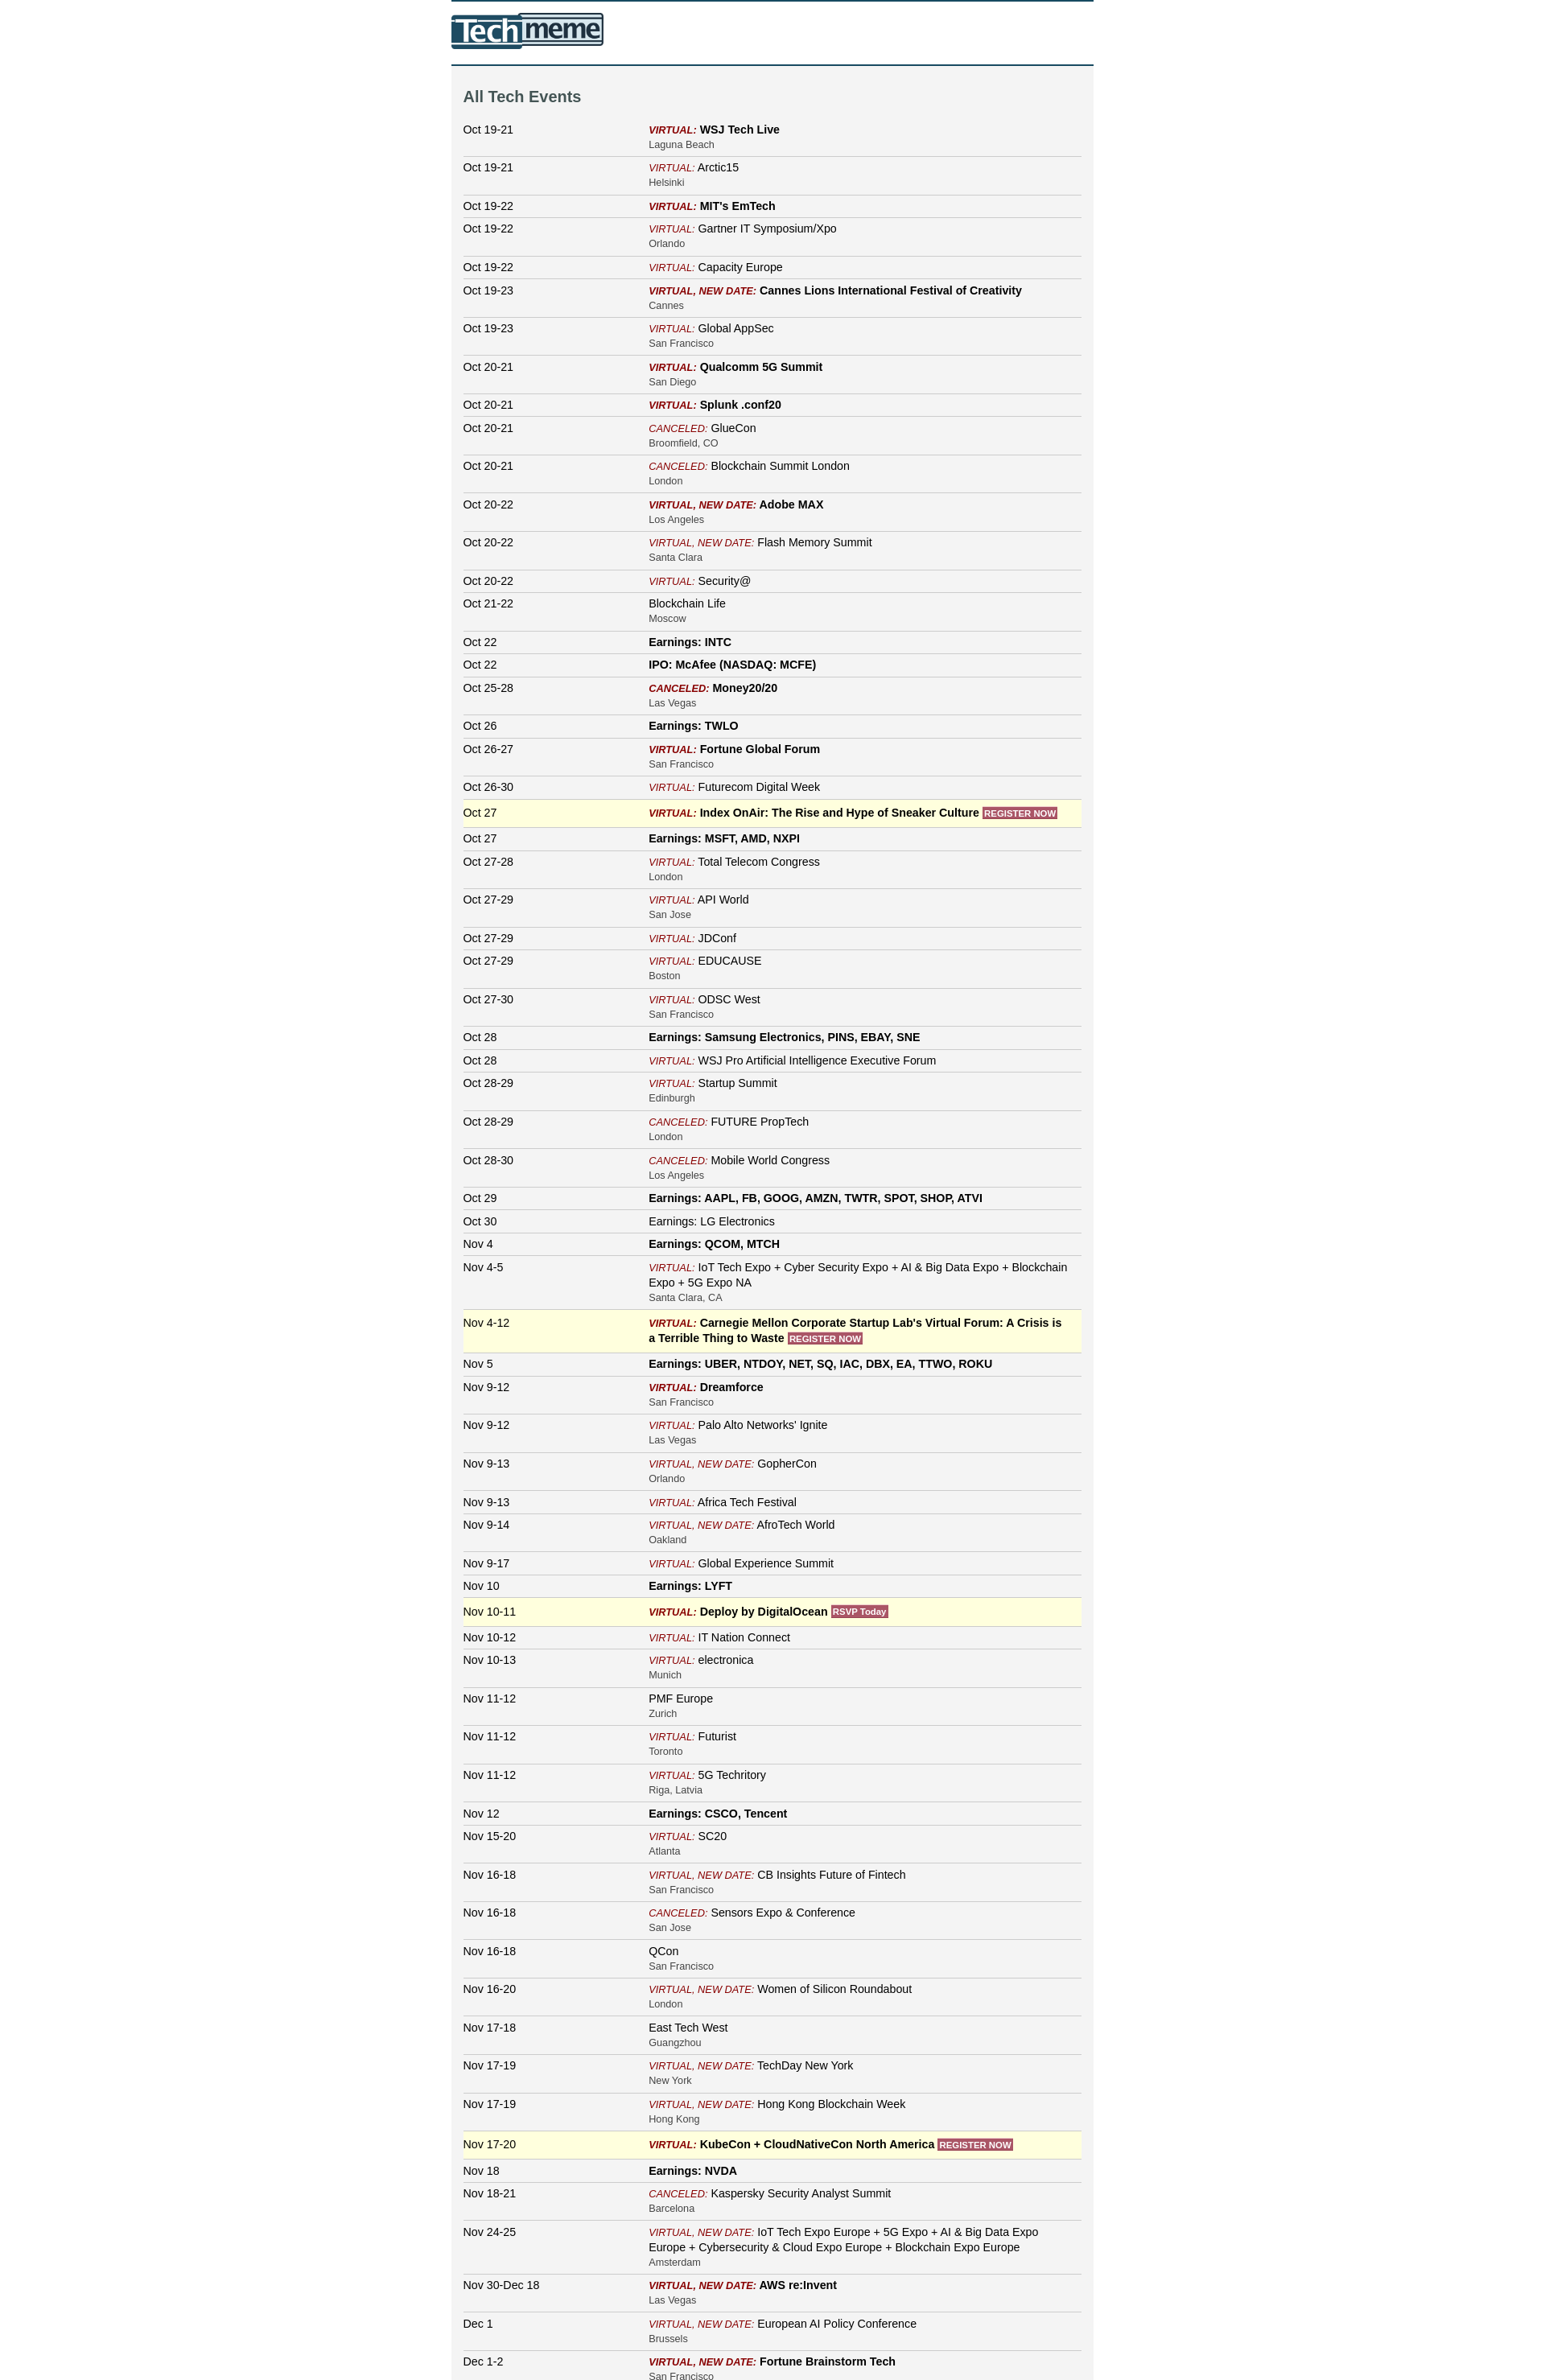 Techmeme
All Tech Events
Oct 19-21 VIRTUAL: WSJ Tech Live
Laguna Beach
Oct 19-21 VIRTUAL: Arctic15
Helsinki
Oct 19-22 VIRTUAL: MIT's EmTech
Oct 19-22 VIRTUAL: Gartner IT Symposium/Xpo
Orlando
Oct 19-22 VIRTUAL: Capacity Europe
Oct 19-23 VIRTUAL, NEW DATE: Cannes Lions International Festival of Creativity
Cannes
Oct 19-23 VIRTUAL: Global AppSec
San Francisco
Oct 20-21 VIRTUAL: Qualcomm 5G Summit
San Diego
Oct 20-21 VIRTUAL: Splunk .conf20
Oct 20-21 CANCELED: GlueCon
Broomfield, CO
Oct 20-21 CANCELED: Blockchain Summit London
London
Oct 20-22 VIRTUAL, NEW DATE: Adobe MAX
Los Angeles
Oct 20-22 VIRTUAL, NEW DATE: Flash Memory Summit
Santa Clara
Oct 20-22 VIRTUAL: Security@
Oct 21-22 Blockchain Life
Moscow
Oct 22 Earnings: INTC
Oct 22 IPO: McAfee (NASDAQ: MCFE)
Oct 25-28 CANCELED: Money20/20
Las Vegas
Oct 26 Earnings: TWLO
Oct 26-27 VIRTUAL: Fortune Global Forum
San Francisco
Oct 26-30 VIRTUAL: Futurecom Digital Week
Oct 27 VIRTUAL: Index OnAir: The Rise and Hype of Sneaker Culture REGISTER NOW
Oct 27 Earnings: MSFT, AMD, NXPI
Oct 27-28 VIRTUAL: Total Telecom Congress
London
Oct 27-29 VIRTUAL: API World
San Jose
Oct 27-29 VIRTUAL: JDConf
Oct 27-29 VIRTUAL: EDUCAUSE
Boston
Oct 27-30 VIRTUAL: ODSC West
San Francisco
Oct 28 Earnings: Samsung Electronics, PINS, EBAY, SNE
Oct 28 VIRTUAL: WSJ Pro Artificial Intelligence Executive Forum
Oct 28-29 VIRTUAL: Startup Summit
Edinburgh
Oct 28-29 CANCELED: FUTURE PropTech
London
Oct 28-30 CANCELED: Mobile World Congress
Los Angeles
Oct 29 Earnings: AAPL, FB, GOOG, AMZN, TWTR, SPOT, SHOP, ATVI
Oct 30 Earnings: LG Electronics
Nov 4 Earnings: QCOM, MTCH
Nov 4-5 VIRTUAL: IoT Tech Expo + Cyber Security Expo + AI & Big Data Expo + Blockchain
Expo + 5G Expo NA
Santa Clara, CA
Nov 4-12 VIRTUAL: Carnegie Mellon Corporate Startup Lab's Virtual Forum: A Crisis is
a Terrible Thing to Waste REGISTER NOW
Nov 5 Earnings: UBER, NTDOY, NET, SQ, IAC, DBX, EA, TTWO, ROKU
Nov 9-12 VIRTUAL: Dreamforce
San Francisco
Nov 9-12 VIRTUAL: Palo Alto Networks' Ignite
Las Vegas
Nov 9-13 VIRTUAL, NEW DATE: GopherCon
Orlando
Nov 9-13 VIRTUAL: Africa Tech Festival
Nov 9-14 VIRTUAL, NEW DATE: AfroTech World
Oakland
Nov 9-17 VIRTUAL: Global Experience Summit
Nov 10 Earnings: LYFT
Nov 10-11 VIRTUAL: Deploy by DigitalOcean RSVP Today
Nov 10-12 VIRTUAL: IT Nation Connect
Nov 10-13 VIRTUAL: electronica
Munich
Nov 11-12 PMF Europe
Zurich
Nov 11-12 VIRTUAL: Futurist
Toronto
Nov 11-12 VIRTUAL: 5G Techritory
Riga, Latvia
Nov 12 Earnings: CSCO, Tencent
Nov 15-20 VIRTUAL: SC20
Atlanta
Nov 16-18 VIRTUAL, NEW DATE: CB Insights Future of Fintech
San Francisco
Nov 16-18 CANCELED: Sensors Expo & Conference
San Jose
Nov 16-18 QCon
San Francisco
Nov 16-20 VIRTUAL, NEW DATE: Women of Silicon Roundabout
London
Nov 17-18 East Tech West
Guangzhou
Nov 17-19 VIRTUAL, NEW DATE: TechDay New York
New York
Nov 17-19 VIRTUAL, NEW DATE: Hong Kong Blockchain Week
Hong Kong
Nov 17-20 VIRTUAL: KubeCon + CloudNativeCon North America REGISTER NOW
Nov 18 Earnings: NVDA
Nov 18-21 CANCELED: Kaspersky Security Analyst Summit
Barcelona
Nov 24-25 VIRTUAL, NEW DATE: IoT Tech Expo Europe + 5G Expo + AI & Big Data Expo
Europe + Cybersecurity & Cloud Expo Europe + Blockchain Expo Europe
Amsterdam
Nov 30-Dec 18 VIRTUAL, NEW DATE: AWS re:Invent
Las Vegas
Dec 1 VIRTUAL, NEW DATE: European AI Policy Conference
Brussels
Dec 1-2 VIRTUAL, NEW DATE: Fortune Brainstorm Tech
San Francisco